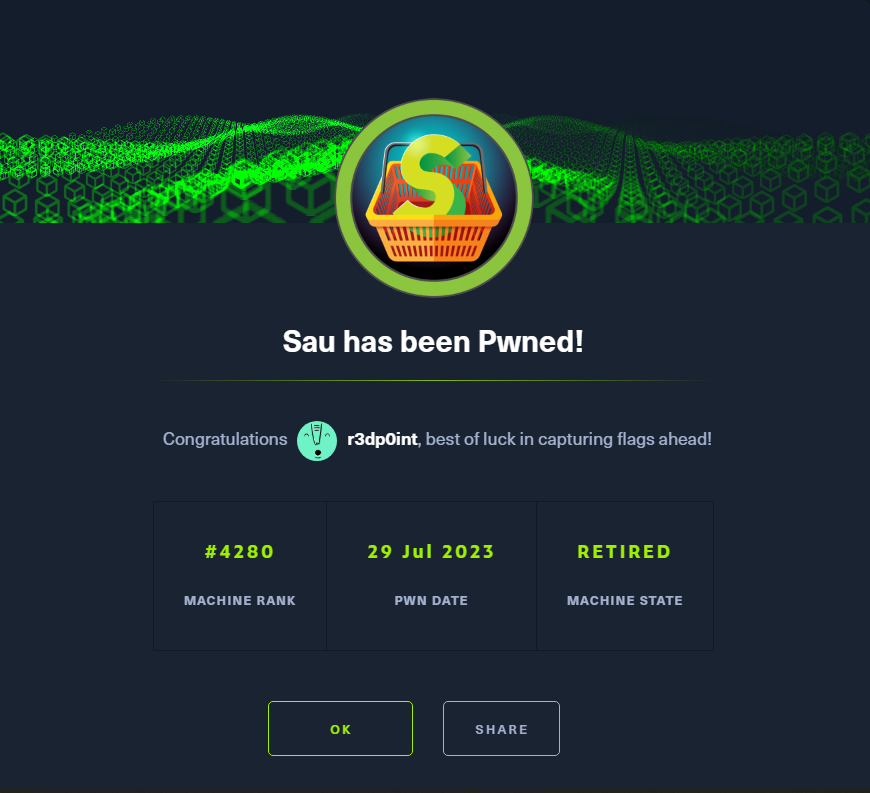 S
Sau has been Pwned!
Congratulations r3dp0int, best of luck in capturing flags ahead!
#4280 29 Jul 2023 RETIRED
MACHINE RANK PWN DATE MACHINE STATE
OK SHARE